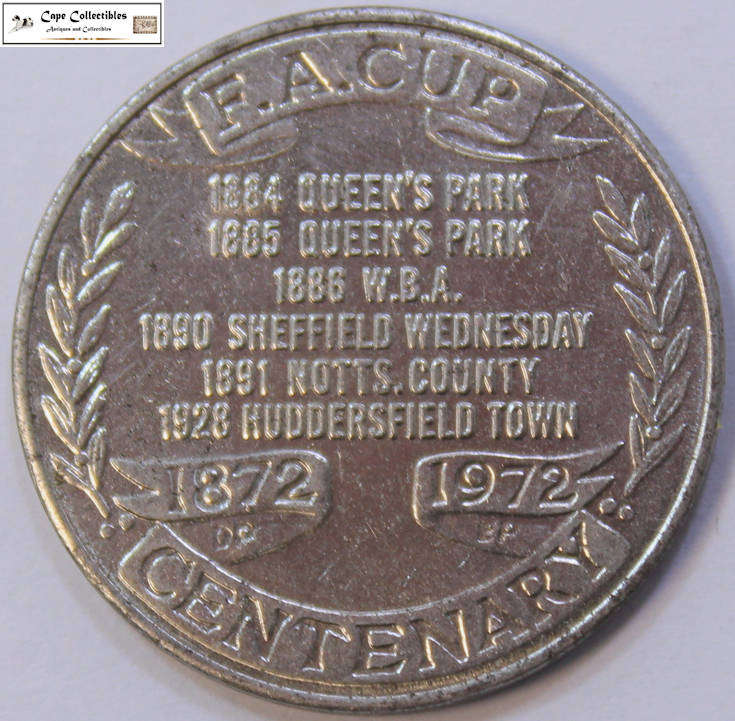 Cape Collectibles
Antiques and Collectibles
F.A.CUP
1884 QUEEN'S PARK
1885 QUEEN'S PARK
1886 W.B.A.
1890 SHEFFIELD WEDNESDAY
1891 NOTTS.COUNTY
1928 HUDDERSFIELD TOWN
1872 1972
CENTENARY